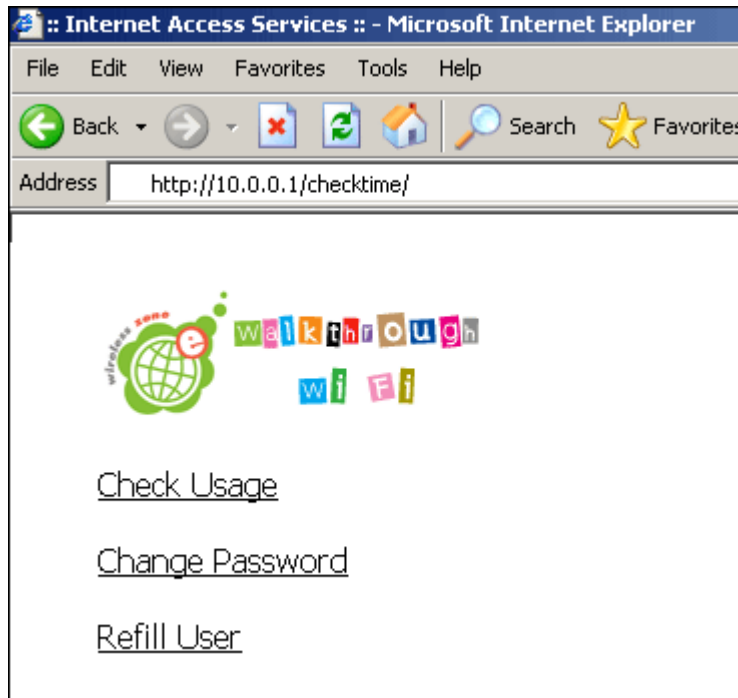 :: Internet Access Services :: - Microsoft Internet Explorer
File Edit View Favorites Tools Help
Back Search Favorites
Address http://10.0.0.1/checktime/
wireless zone e walkthrough
wi Fi
Check Usage
Change Password
Refill User